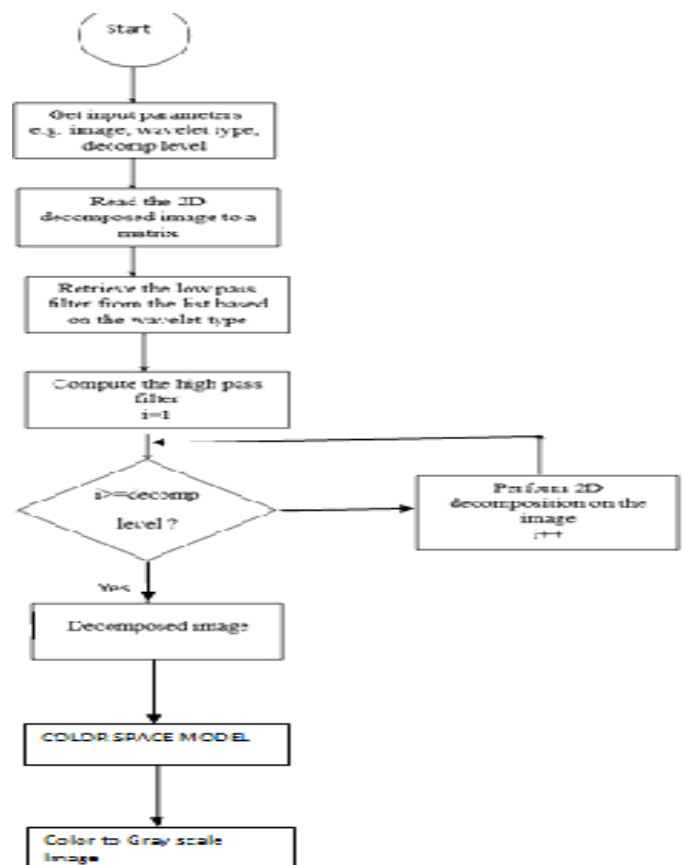 Start
Get input parameters
e.g. image, wavelet type,
decomp level
Read the 2D
decomposed image to a
matrix
Retrieve the low pass
filter from the list based
on the wavelet type
Compute the high pass
filter
i=1
i>=decomp
level ?
Perform 2D
decomposition on the
image
i++
Yes
Decomposed image
COLOR SPACE MODEL
Color to Gray scale
Image